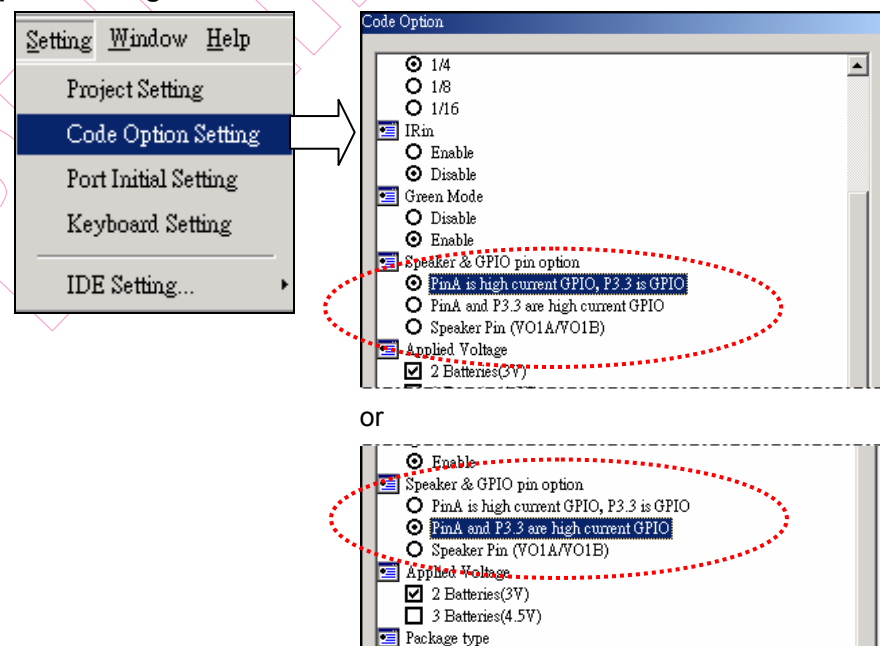 Setting Window Help
Project Setting
Code Option Setting
Port Initial Setting
Keyboard Setting
IDE Setting...
Code Option
1/4
1/8
1/16
IRin
Enable
Disable
Green Mode
Disable
Enable
Speaker & GPIO pin option
PinA is high current GPIO, P3.3 is GPIO
PinA and P3.3 are high current GPIO
Speaker Pin (VO1A/VO1B)
Applied Voltage
2 Batteries(3V)
or
Enable
Speaker & GPIO pin option
PinA is high current GPIO, P3.3 is GPIO
PinA and P3.3 are high current GPIO
Speaker Pin (VO1A/VO1B)
Applied Voltage
2 Batteries(3V)
3 Batteries(4.5V)
Package type